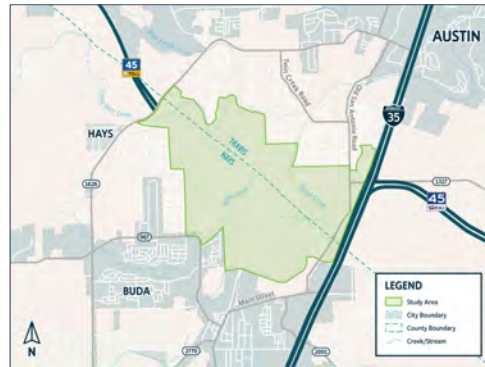 AUSTIN
45
TOLL
Twin Creek Road
Old San Antonio Road
35
HAYS
TRAVIS
HAYS
1626
1327
45
967
BUDA
Main Street
2770
2001
N
LEGEND
Study Area
City Boundary
County Boundary
Creek/Stream